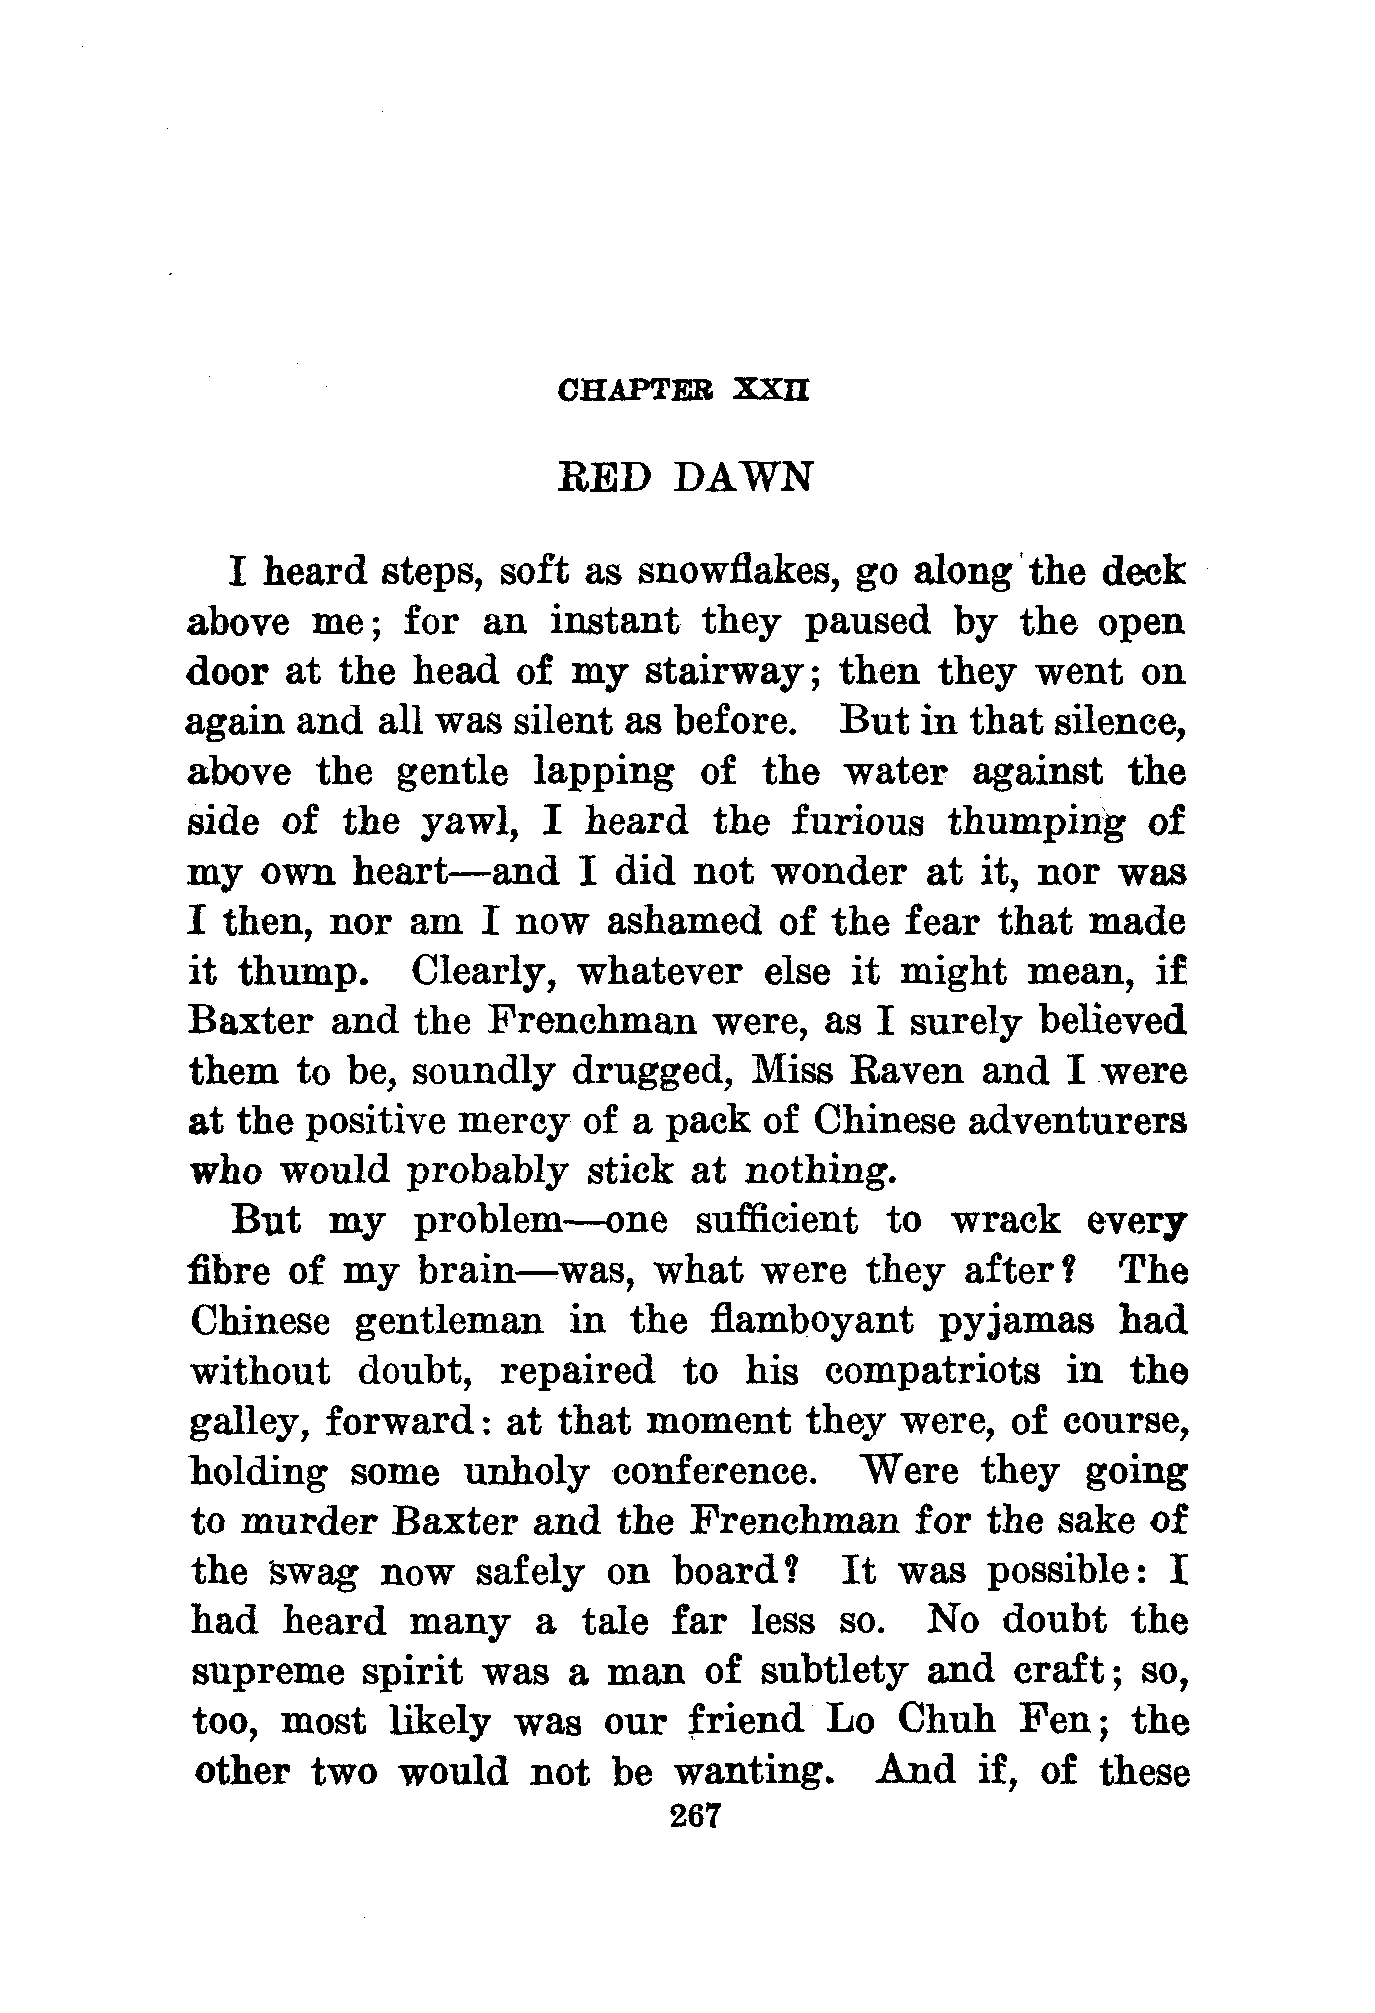 CHAPTER XXII
RED DAWN
I heard steps, soft as snowflakes, go along the deck
above me; for an instant they paused by the open
door at the head of my stairway; then they went on
again and all was silent as before. But in that silence,
above the gentle lapping of the water against the
side of the yawl, I heard the furious thumping of
my own heart—and I did not wonder at it, nor was
I then, nor am I now ashamed of the fear that made
it thump. Clearly, whatever else it might mean, if
Baxter and the Frenchman were, as I surely believed
them to be, soundly drugged, Miss Raven and I were
at the positive mercy of a pack of Chinese adventurers
who would probably stick at nothing.
But my problem—one sufficient to wrack every
fibre of my brain—was, what were they after? The
Chinese gentleman in the flamboyant pyjamas had
without doubt, repaired to his compatriots in the
galley, forward: at that moment they were, of course,
holding some unholy conference. Were they going
to murder Baxter and the Frenchman for the sake of
the swag now safely on board? It was possible: I
had heard many a tale far less so. No doubt the
supreme spirit was a man of subtlety and craft; so,
too, most likely was our friend Lo Chuh Fen; the
other two would not be wanting. And if, of these
267